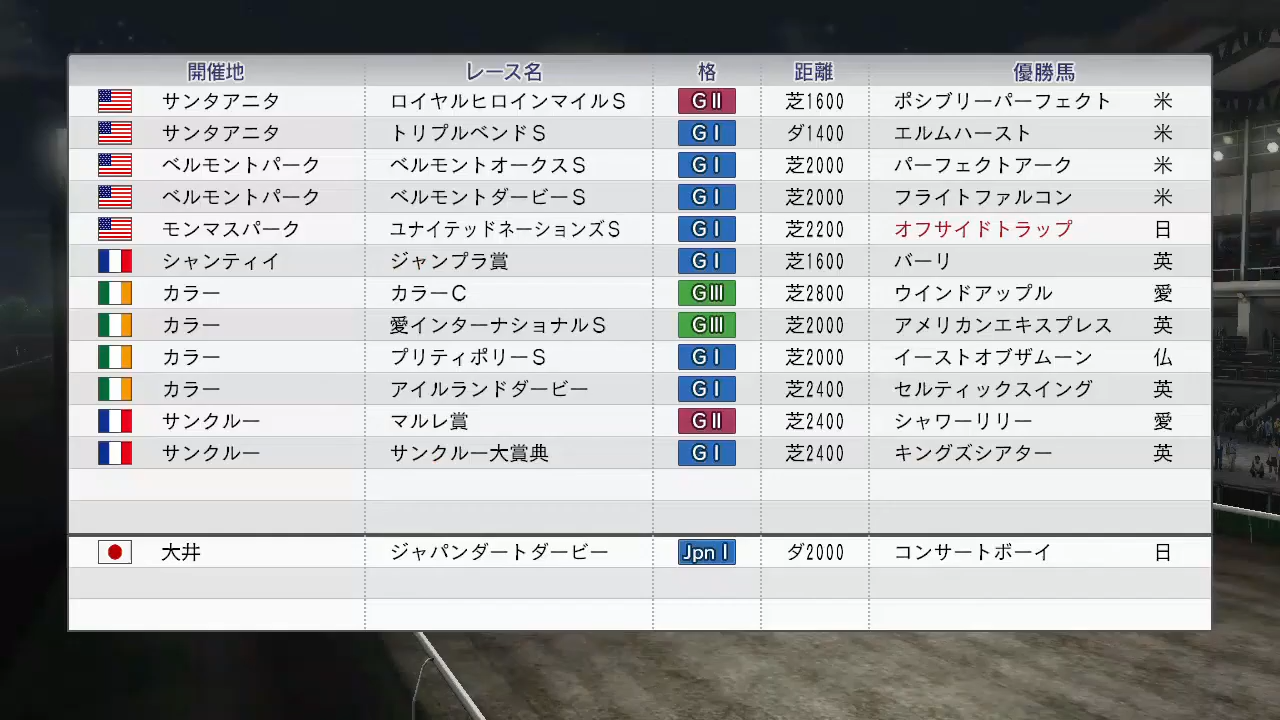 開催地 レース名 格 距離 優勝馬
サンタアニタ ロイヤルヒロインマイルS GⅡ 芝1600 ポシブリーパーフェクト 米
サンタアニタ トリプルベンドS GⅠ ダ1400 エルムハースト 米
ベルモントパーク ベルモントオークスS GⅠ 芝2000 パーフェクトアーク 米
ベルモントパーク ベルモントダービーS GⅠ 芝2000 フライトファルコン 米
モンマスパーク ユナイテッドネーションズS GⅠ 芝2200 オフサイドトラップ 日
シャンティイ ジャンプラ賞 GⅠ 芝1600 バーリ 英
カラー カラーC GⅢ 芝2800 ウインドアップル 愛
カラー 愛インターナショナルS GⅢ 芝2000 アメリカンエキスプレス 英
カラー プリティポリーS GⅠ 芝2000 イーストオブザムーン 仏
カラー アイルランドダービー GⅠ 芝2400 セルティックスイング 英
サンクルー マルレ賞 GⅡ 芝2400 シャワーリリー 愛
サンクルー サンクルー大賞典 GⅠ 芝2400 キングズシアター 英
大井 ジャパンダートダービー JpnⅠ ダ2000 コンサートボーイ 日